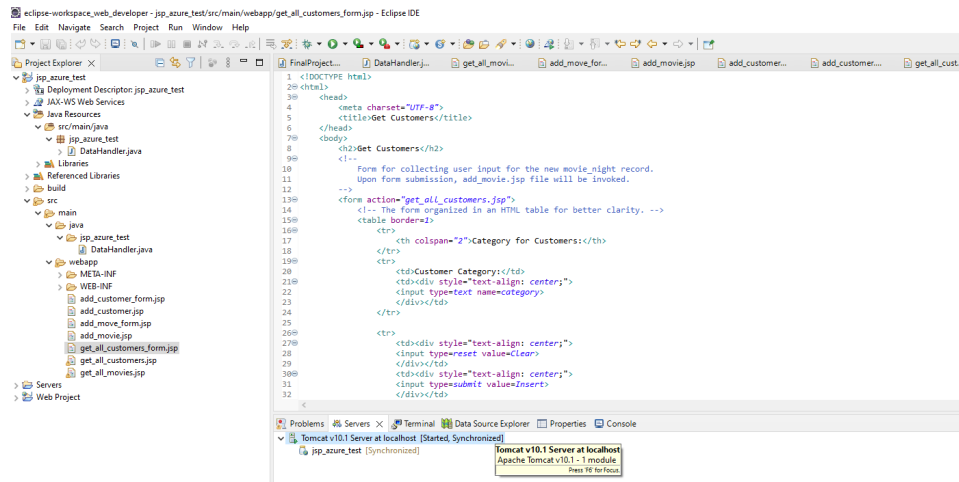 eclipse-workspace_web_developer - jsp_azure_test/src/main/webapp/get_all_customers_form.jsp - Eclipse IDE
File Edit Navigate Search Project Run Window Help
Project Explorer
jsp_azure_test
Deployment Descriptor: jsp_azure_test
JAX-WS Web Services
Java Resources
src/main/java
jsp_azure_test
DataHandler.java
Libraries
Referenced Libraries
build
src
main
java
jsp_azure_test
DataHandler.java
webapp
META-INF
WEB-INF
add_customer_form.jsp
add_customer.jsp
add_move_form.jsp
add_movie.jsp
get_all_customers_form.jsp
get_all_customers.jsp
get_all_movies.jsp
Servers
Web Project
FinalProject.... DataHandler.j... get_all_movi... add_move_for... add_movie.jsp add_customer... add_customer.... get_all_cust...
1 <!DOCTYPE html>
2 <html>
3 <head>
4 <meta charset="UTF-8">
5 <title>Get Customers</title>
6 </head>
7 <body>
8 <h2>Get Customers</h2>
9 <!--
10 Form for collecting user input for the new movie_night record.
11 Upon form submission, add_movie.jsp file will be invoked.
12 -->
13 <form action="get_all_customers.jsp">
14 <!-- The form organized in an HTML table for better clarity. -->
15 <table border=1>
16 <tr>
17 <th colspan="2">Category for Customers:</th>
18 </tr>
19 <tr>
20 <td>Customer Category:</td>
21 <td><div style="text-align: center;">
22 <input type=text name=category>
23 </div></td>
24 </tr>
25
26 <tr>
27 <td><div style="text-align: center;">
28 <input type=reset value=Clear>
29 </div></td>
30 <td><div style="text-align: center;">
31 <input type=submit value=Insert>
32 </div></td>
Problems Servers Terminal Data Source Explorer Properties Console
Tomcat v10.1 Server at localhost [Started, Synchronized]
jsp_azure_test [Synchronized]
Tomcat v10.1 Server at localhost
Apache Tomcat v10.1 - 1 module
Press 'F6' for Focus